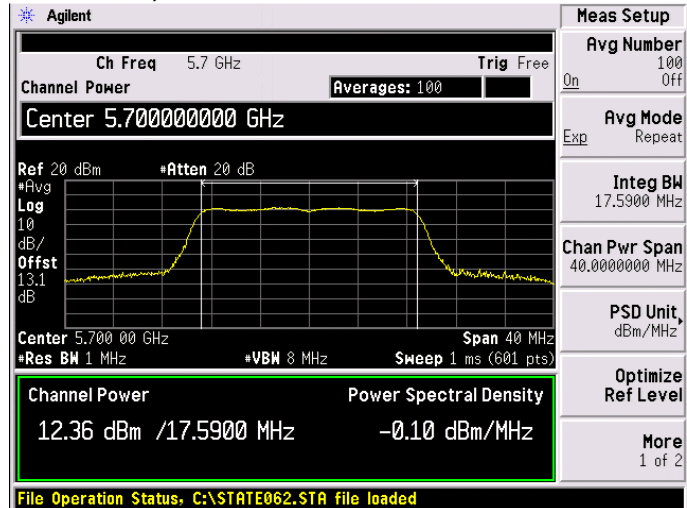 Agilent
Meas Setup
Ch Freq 5.7 GHz Trig Free
Channel Power Averages: 100
Center 5.700000000 GHz
Ref 20 dBm #Atten 20 dB
#Avg
Log
10
dB/
Offst
13.1
dB
Center 5.700 00 GHz Span 40 MHz
#Res BW 1 MHz #VBW 8 MHz Sweep 1 ms (601 pts)
Channel Power Power Spectral Density
12.36 dBm /17.5900 MHz -0.10 dBm/MHz
File Operation Status, C:\STATE062.STA file loaded
Avg Number
100
On Off
Avg Mode
Exp Repeat
Integ BW
17.5900 MHz
Chan Pwr Span
40.0000000 MHz
PSD Unit
dBm/MHz
Optimize
Ref Level
More
1 of 2